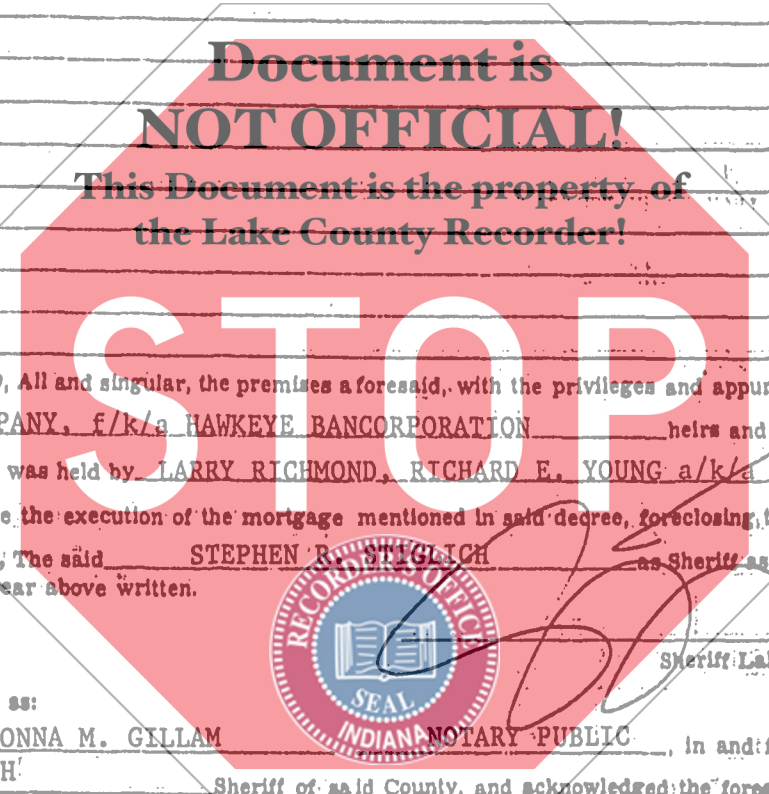 Document is
NOT OFFICIAL!
This Document is the property of
the Lake County Recorder!
STOP
, All and singular, the premises aforesaid, with the privileges and appur
PANY, f/k/a HAWKEYE BANCORPORATION heirs and
was held by LARRY RICHMOND, RICHARD E. YOUNG a/k/a
e the execution of the mortgage mentioned in said decree, foreclosing, t
, The said STEPHEN R. STIGLICH as Sheriff as
ear above written.
RECORDER'S OFFICE
SEAL
INDIANA
Sheriff La
ss:
ONNA M. GILLAM NOTARY PUBLIC, in and f
H
Sheriff of said County, and acknowledged the fore